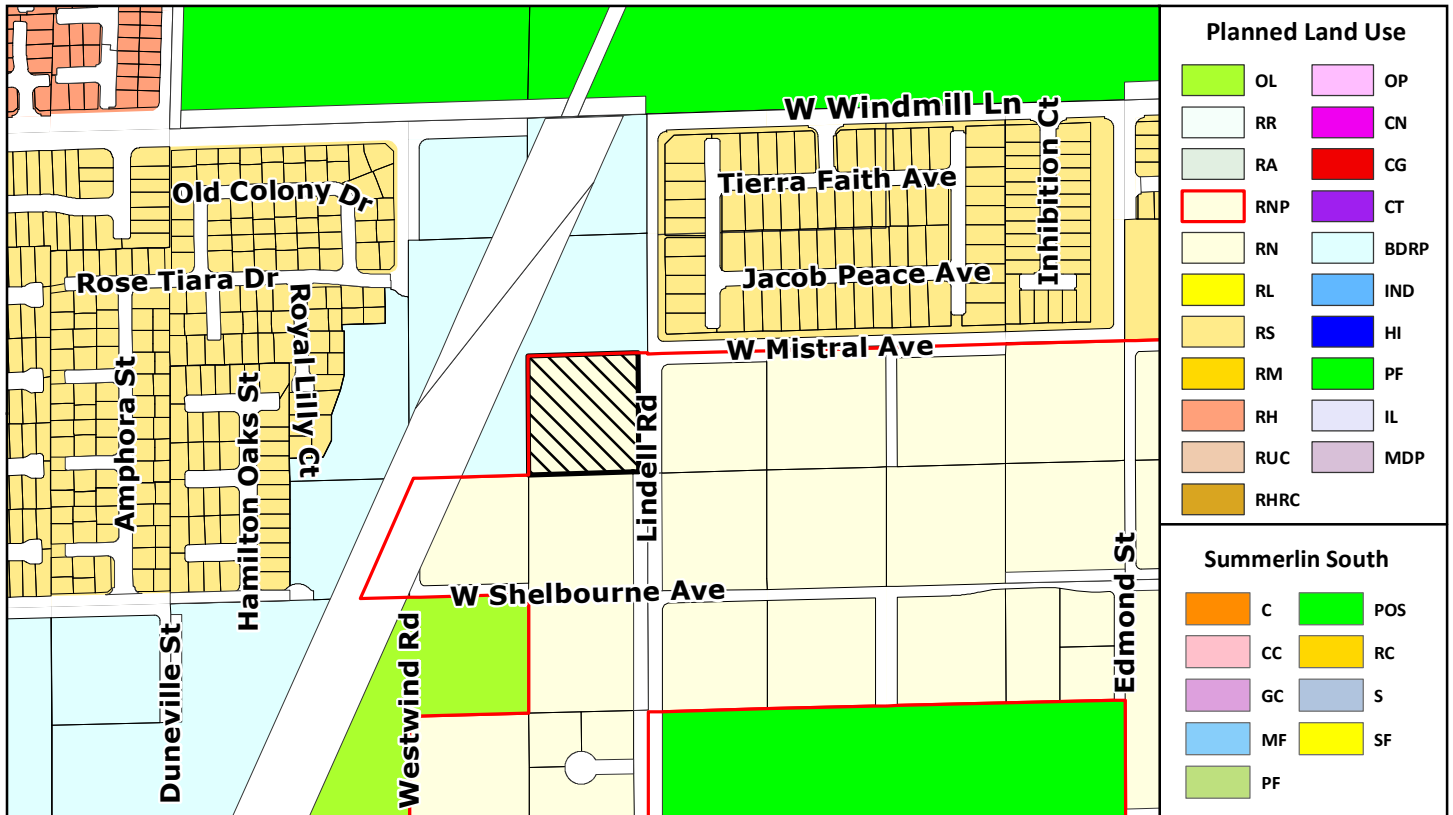 W Windmill Ln
Inhibition Ct
Tierra Faith Ave
Old Colony Dr
Jacob Peace Ave
Rose Tiara Dr
Royal Lilly Ct
W Mistral Ave
Amphora St
Hamilton Oaks St
Lindell Rd
Edmond St
W Shelbourne Ave
Duneville St
Westwind Rd
Planned Land Use
OL
OP
RR
CN
RA
CG
RNP
CT
RN
BDRP
RL
IND
RS
HI
RM
PF
RH
IL
RUC
MDP
RHRC
Summerlin South
C
POS
CC
RC
GC
S
MF
SF
PF